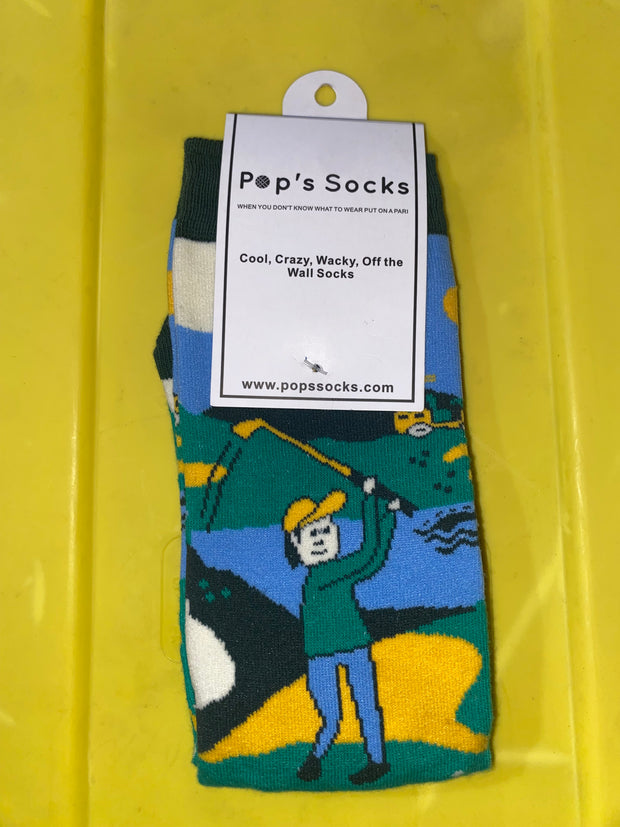 Pop's Socks
WHEN YOU DON'T KNOW WHAT TO WEAR PUT ON A PARI
Cool, Crazy, Wacky, Off the
Wall Socks
www.popssocks.com